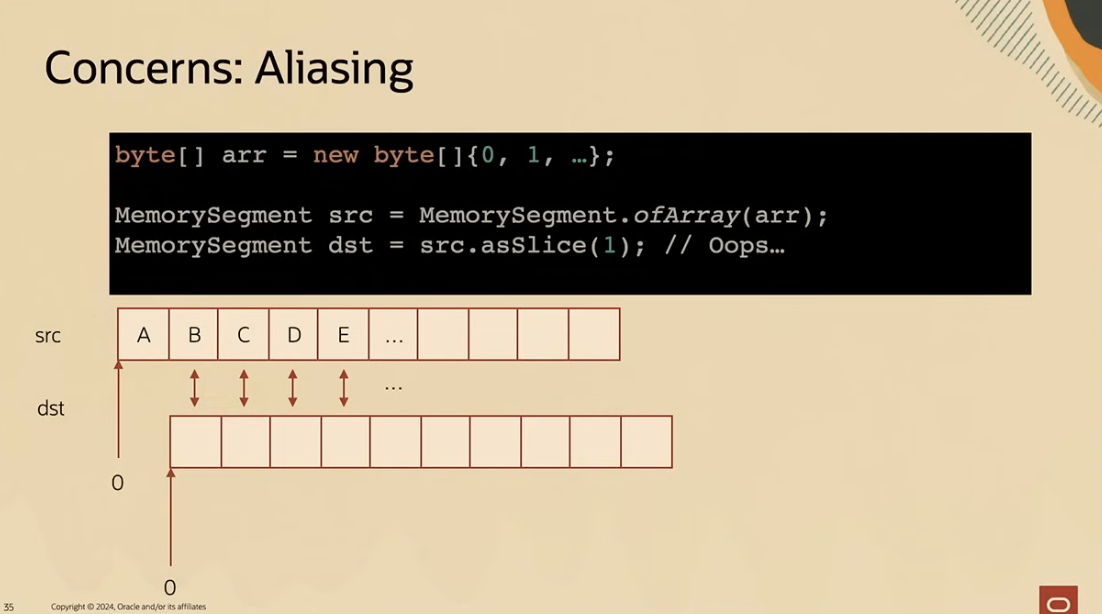 Concerns: Aliasing
byte[] arr = new byte[]{0, 1, …};
MemorySegment src = MemorySegment.ofArray(arr);
MemorySegment dst = src.asSlice(1); // Oops…
src
A B C D E ...
...
dst
0
0
35 Copyright © 2024, Oracle and/or its affiliates